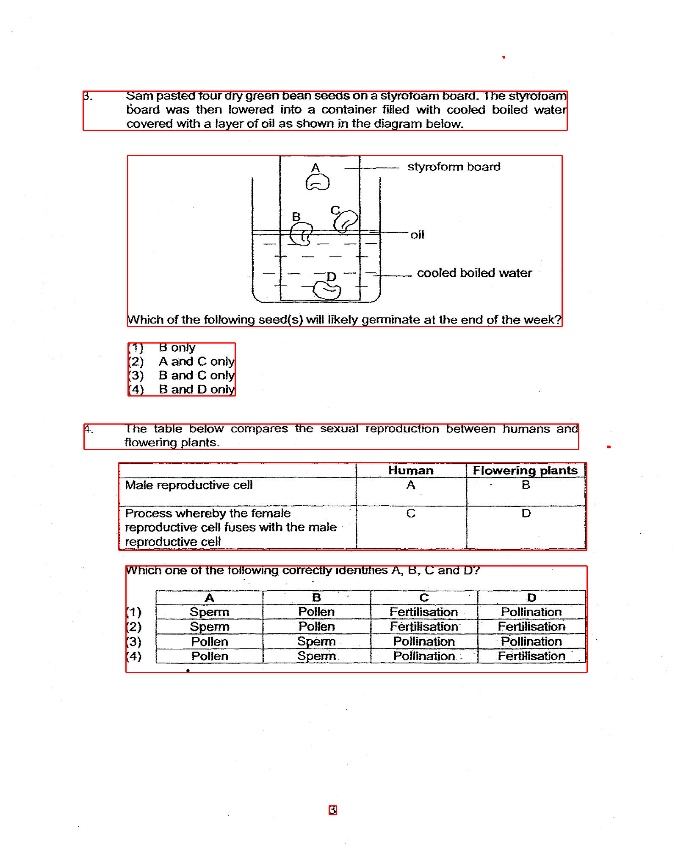 3. Sam pasted four dry green bean seeds on a styrofoam board. The styrofoam
board was then lowered into a container filled with cooled boiled water
covered with a layer of oil as shown in the diagram below.
A styroform board
B C
oil
D cooled boiled water
Which of the following seed(s) will likely germinate at the end of the week?
(1) B only
(2) A and C only
(3) B and C only
(4) B and D only
4. The table below compares the sexual reproduction between humans and
flowering plants.
Human Flowering plants
Male reproductive cell A B
Process whereby the female C D
reproductive cell fuses with the male
reproductive cell
Which one of the following correctly identifies A, B, C and D?
A B C D
(1) Sperm Pollen Fertilisation Pollination
(2) Sperm Pollen Fertilisation Fertilisation
(3) Pollen Sperm Pollination Pollination
(4) Pollen Sperm Pollination Fertilisation
3